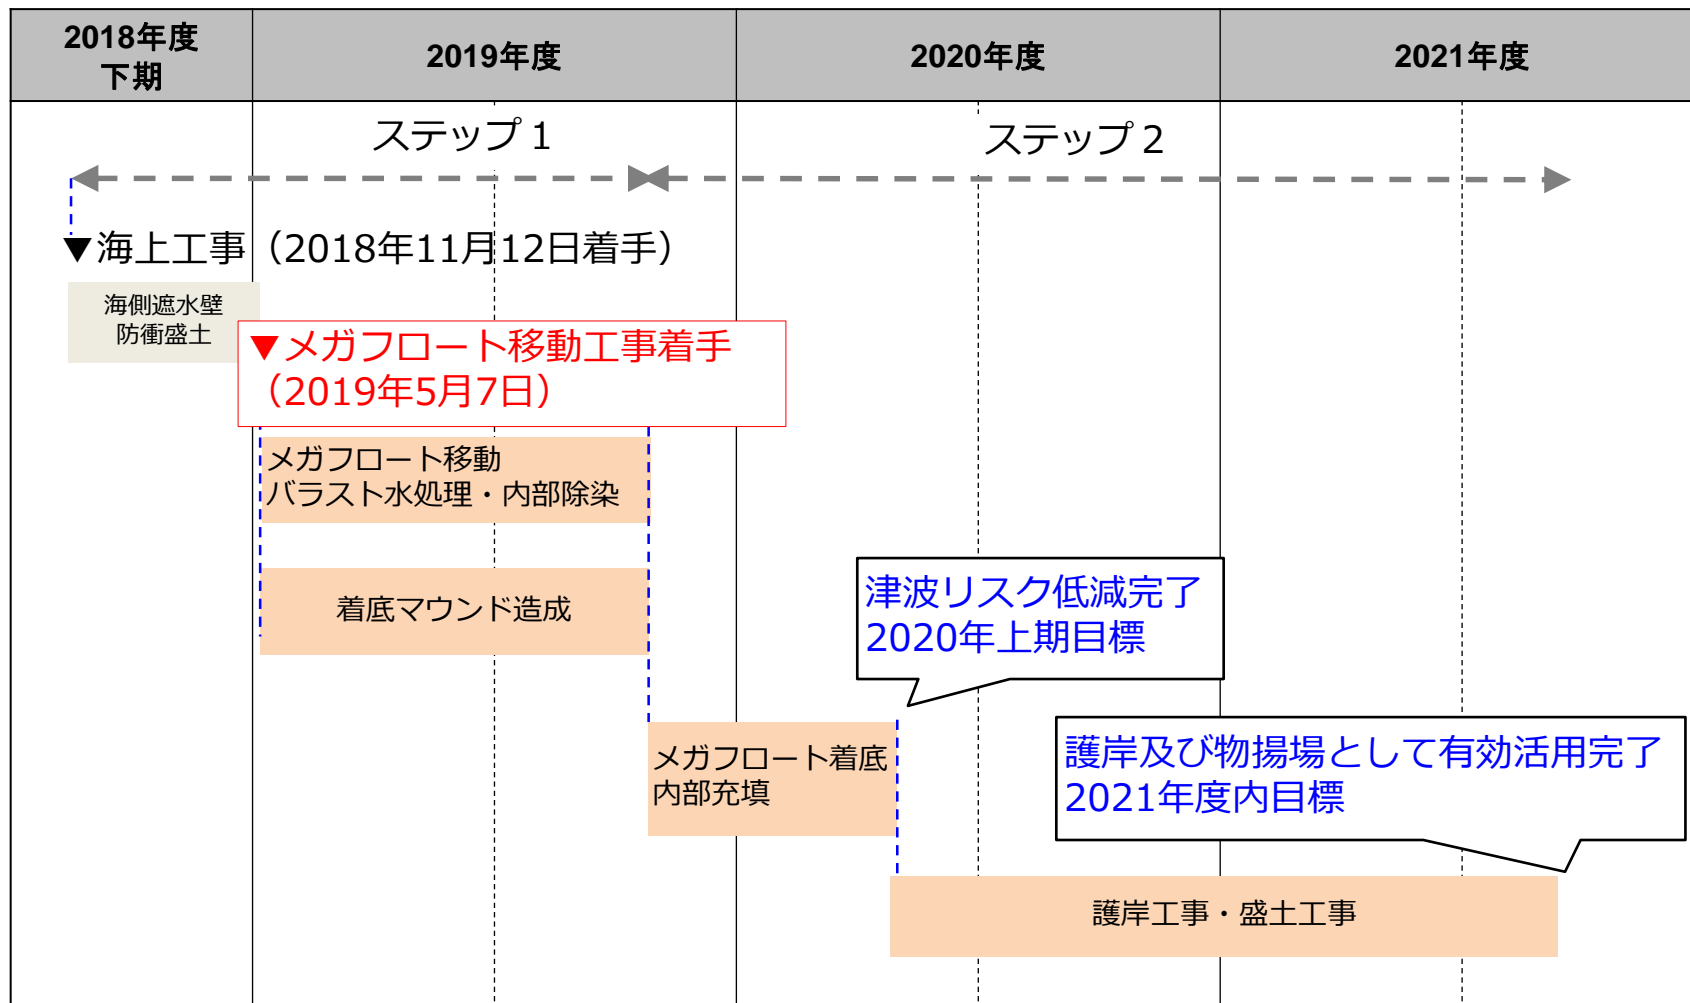 2018年度
下期
2019年度
2020年度
2021年度
ステップ1
ステップ2
▼海上工事（2018年11月12日着手）
海側遮水壁
防衝盛土
▼メガフロート移動工事着手
（2019年5月7日）
メガフロート移動
バラスト水処理・内部除染
着底マウンド造成
津波リスク低減完了
2020年上期目標
メガフロート着底
内部充填
護岸及び物揚場として有効活用完了
2021年度内目標
護岸工事・盛土工事